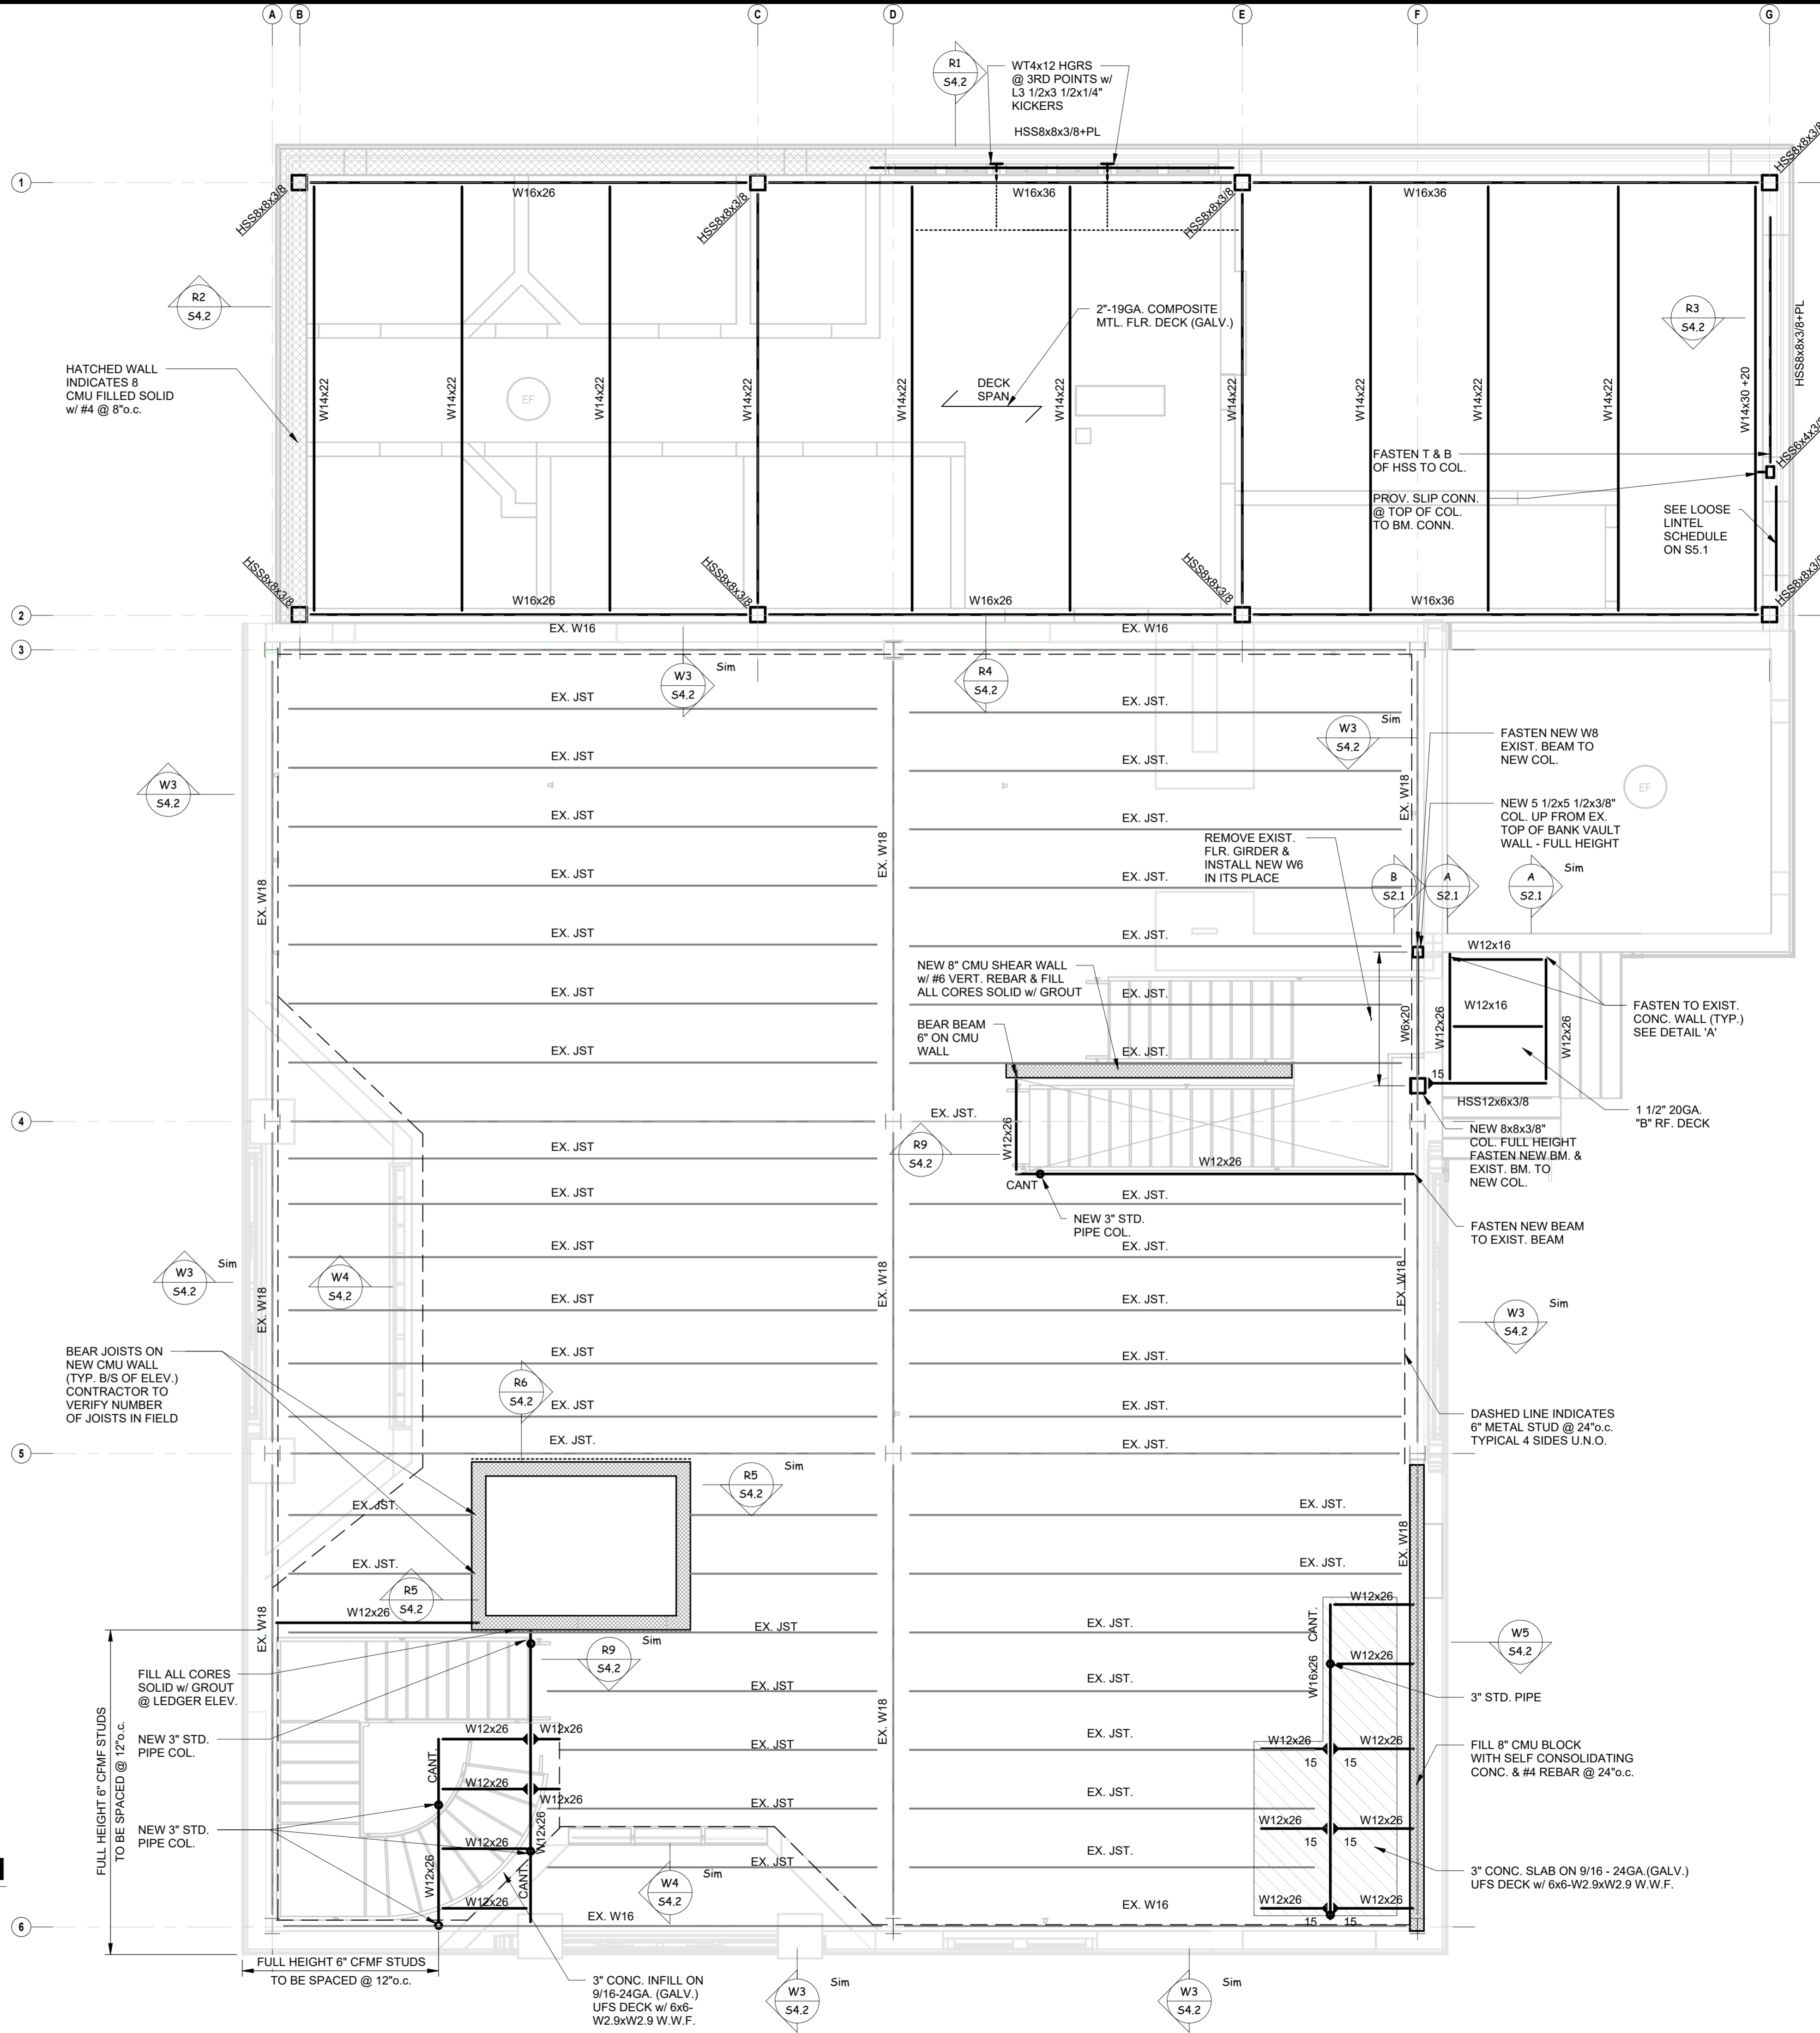 A
B
C
D
E
F
G
R1
S4.2
WT4x12 HGRS
@ 3RD POINTS w/
L3 1/2x3 1/2x1/4"
KICKERS
HSS8x8x3/8+PL
1
HSS8x8x3/8
W16x26
HSS8x8x3/8
W16x36
HSS8x8x3/8
W16x36
HSS8x8x3/8
R2
S4.2
2"-19GA. COMPOSITE
MTL. FLR. DECK (GALV.)
R3
S4.2
HSS8x8x3/8+PL
HATCHED WALL
INDICATES 8
CMU FILLED SOLID
w/ #4 @ 8"o.c.
W14x22
W14x22
W14x22
W14x22
W14x22
W14x22
W14x22
W14x22
W14x22
W14x22
W14x30 +20
EF
DECK
SPAN
FASTEN T & B
OF HSS TO COL.
HSS6x4x3/8
PROV. SLIP CONN.
@ TOP OF COL.
TO BM. CONN.
SEE LOOSE
LINTEL
SCHEDULE
ON S5.1
HSS8x8x3/8
HSS8x8x3/8
HSS8x8x3/8
HSS8x8x3/8
2
W16x26
W16x26
W16x36
EX. W16
EX. W16
3
W3
S4.2
Sim
R4
S4.2
EX. JST
EX. JST.
W3
S4.2
Sim
FASTEN NEW W8
EXIST. BEAM TO
NEW COL.
W3
S4.2
EX. JST
EX. JST.
EX. W18
EF
NEW 5 1/2x5 1/2x3/8"
COL. UP FROM EX.
TOP OF BANK VAULT
WALL - FULL HEIGHT
EX. JST
EX. JST.
REMOVE EXIST.
FLR. GIRDER &
INSTALL NEW W6
IN ITS PLACE
EX. W18
EX. W18
EX. JST
EX. JST.
B
S2.1
A
S2.1
A
S2.1
Sim
EX. JST
EX. JST.
W12x16
NEW 8" CMU SHEAR WALL
w/ #6 VERT. REBAR & FILL
ALL CORES SOLID w/ GROUT
EX. JST
EX. JST.
W6x20
W12x26
W12x16
W12x26
FASTEN TO EXIST.
CONC. WALL (TYP.)
SEE DETAIL 'A'
BEAR BEAM
6" ON CMU
WALL
EX. JST
EX. JST.
15
HSS12x6x3/8
1 1/2" 20GA.
"B" RF. DECK
4
EX. JST.
W12x26
R9
S4.2
W12x26
CANT
NEW 8x8x3/8"
COL. FULL HEIGHT
FASTEN NEW BM. &
EXIST. BM. TO
NEW COL.
EX. JST
EX. JST
EX. JST.
NEW 3" STD.
PIPE COL.
FASTEN NEW BEAM
TO EXIST. BEAM
EX. JST
EX. JST.
W3
S4.2
Sim
W4
S4.2
EX. W18
EX. W18
EX. W18
EX. JST
EX. JST.
W3
S4.2
Sim
BEAR JOISTS ON
NEW CMU WALL
(TYP. B/S OF ELEV.)
CONTRACTOR TO
VERIFY NUMBER
OF JOISTS IN FIELD
EX. JST
EX. JST.
R6
S4.2
EX. JST
EX. JST.
DASHED LINE INDICATES
6" METAL STUD @ 24"o.c.
TYPICAL 4 SIDES U.N.O.
5
EX. JST.
EX. JST.
R5
S4.2
Sim
EX. JST.
EX. JST.
EX. W18
EX. JST.
EX. JST.
R5
S4.2
W12x26
EX. W18
W12x26
CANT.
EX. JST
EX. JST.
R9
S4.2
Sim
W5
S4.2
FILL ALL CORES
SOLID w/ GROUT
@ LEDGER ELEV.
EX. JST
EX. JST.
W16x26
W12x26
3" STD. PIPE
FULL HEIGHT 6" CFMF STUDS
TO BE SPACED @ 12"o.c.
NEW 3" STD.
PIPE COL.
W12x26
W12x26
EX. JST
EX. W18
EX. JST.
W12x26
W12x26
15
15
FILL 8" CMU BLOCK
WITH SELF CONSOLIDATING
CONC. & #4 REBAR @ 24"o.c.
CANT.
W12x26
W12x26
EX. JST
EX. JST.
NEW 3" STD.
PIPE COL.
W12x26
W12x26
W12x26
W12x26
15
15
W12x26
CANT.
EX. JST
EX. JST.
W4
S4.2
Sim
3" CONC. SLAB ON 9/16 - 24GA.(GALV.)
UFS DECK w/ 6x6-W2.9xW2.9 W.W.F.
W12x26
EX. W16
EX. W16
W12x26
W12x26
15
15
6
FULL HEIGHT 6" CFMF STUDS
TO BE SPACED @ 12"o.c.
3" CONC. INFILL ON
9/16-24GA. (GALV.)
UFS DECK w/ 6x6-
W2.9xW2.9 W.W.F.
W3
S4.2
Sim
W3
S4.2
Sim